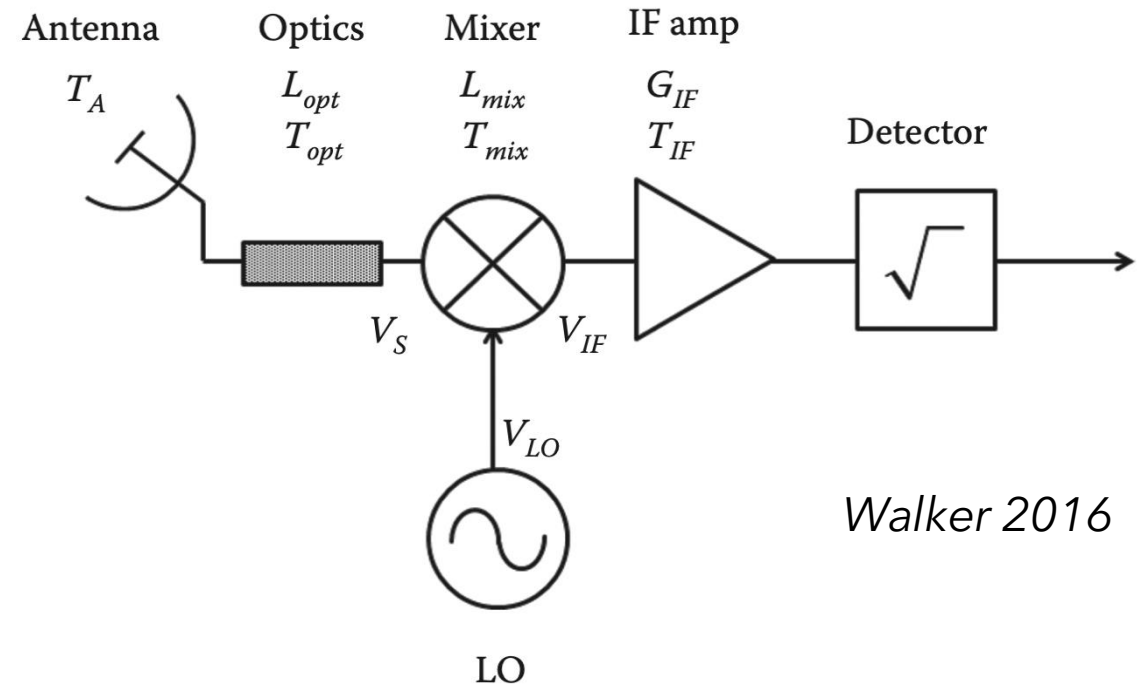 Antenna
Optics
Mixer
IF amp
T_A
L_opt
L_mix
G_IF
T_opt
T_mix
T_IF
Detector
√
V_S
V_IF
V_LO
Walker 2016
LO